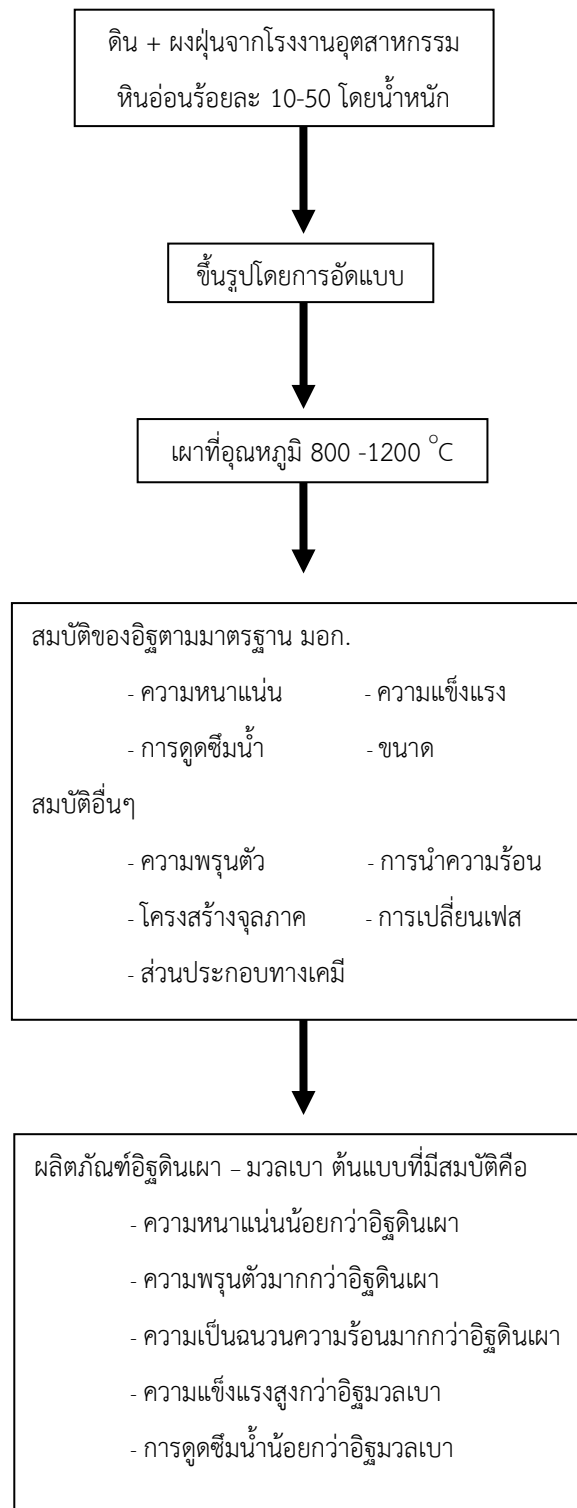 ดิน + ผงฝุ่นจากโรงงานอุตสาหกรรม
หินอ่อนร้อยละ 10-50 โดยน้ำหนัก
ขึ้นรูปโดยการอัดแบบ
เผาที่อุณหภูมิ 800 -1200 °C
สมบัติของอิฐตามมาตรฐาน มอก.
- ความหนาแน่น - ความแข็งแรง
- การดูดซึมน้ำ - ขนาด
สมบัติอื่นๆ
- ความพรุนตัว - การนำความร้อน
- โครงสร้างจุลภาค - การเปลี่ยนเฟส
- ส่วนประกอบทางเคมี
ผลิตภัณฑ์อิฐดินเผา – มวลเบา ต้นแบบที่มีสมบัติคือ
- ความหนาแน่นน้อยกว่าอิฐดินเผา
- ความพรุนตัวมากกว่าอิฐดินเผา
- ความเป็นฉนวนความร้อนมากกว่าอิฐดินเผา
- ความแข็งแรงสูงกว่าอิฐมวลเบา
- การดูดซึมน้ำน้อยกว่าอิฐมวลเบา